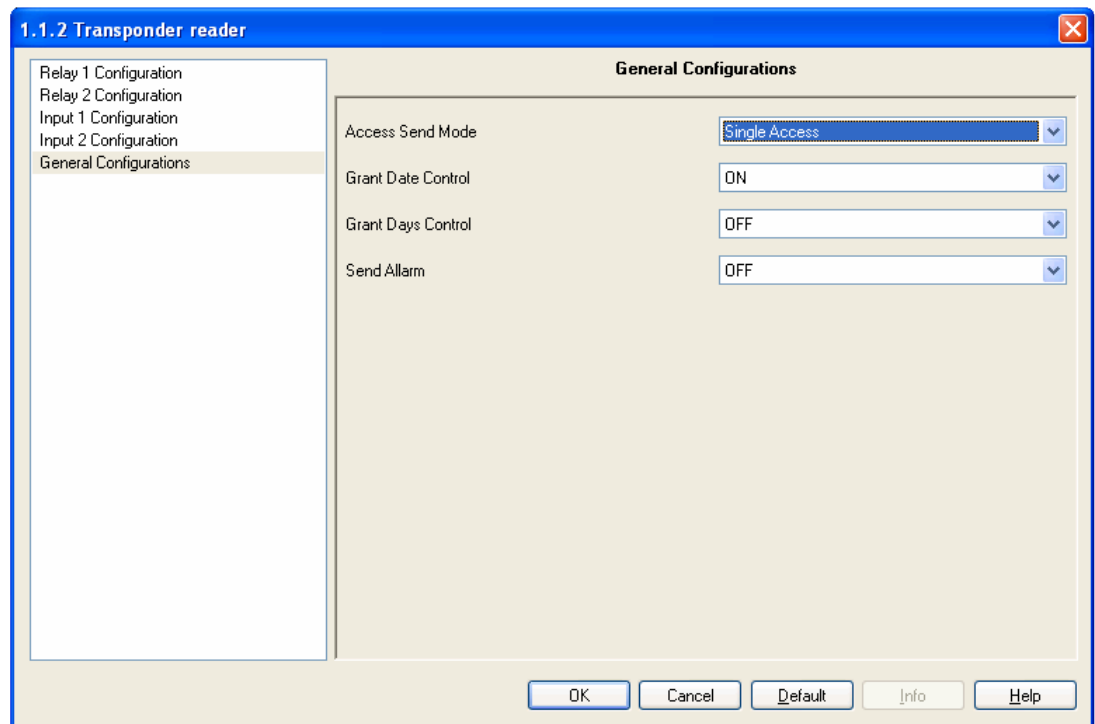 1.1.2 Transponder reader
Relay 1 Configuration
Relay 2 Configuration
Input 1 Configuration
Input 2 Configuration
General Configurations
General Configurations
Access Send Mode Single Access
Grant Date Control ON
Grant Days Control OFF
Send Allarm OFF
OK Cancel Default Info Help